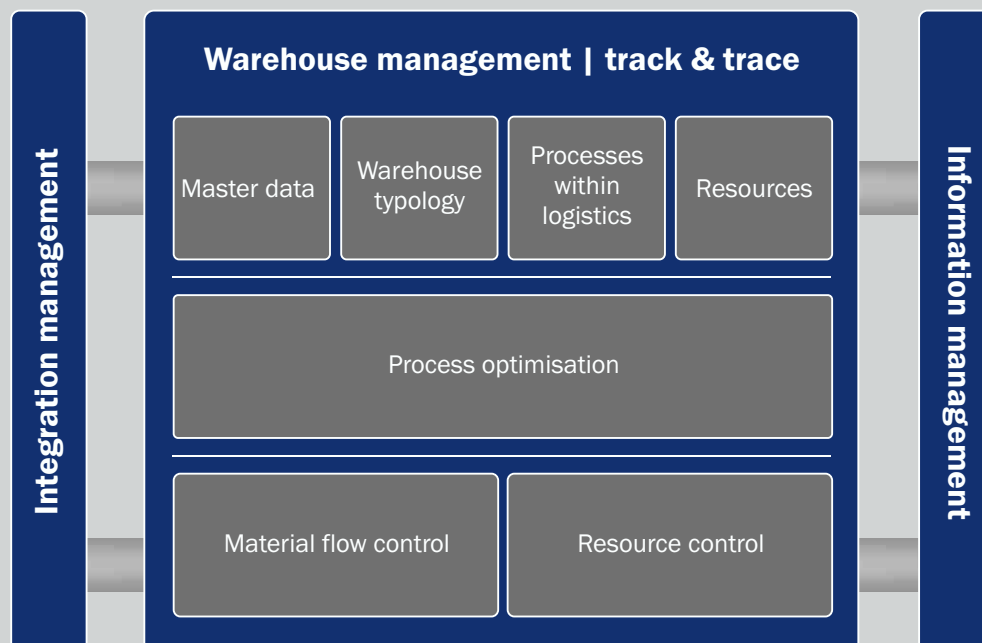 Warehouse management | track & trace
Integration management
Master data
Warehouse
typology
Processes
within
logistics
Resources
Process optimisation
Material flow control
Resource control
Information management